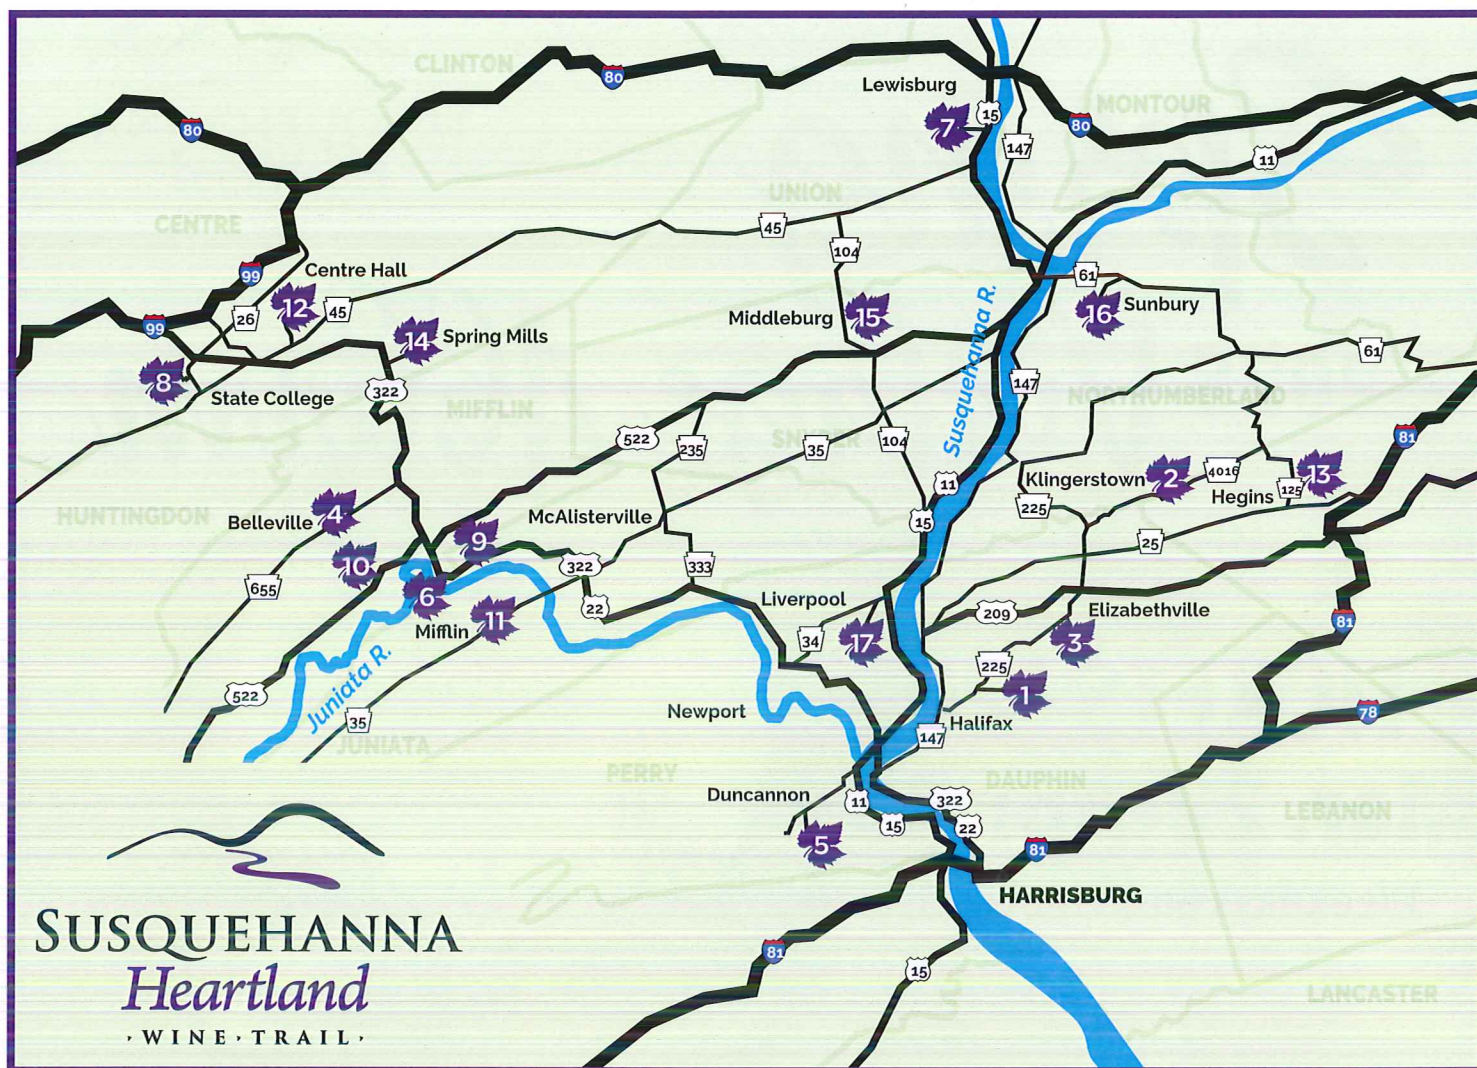 CLINTON
80
Lewisburg
15
MONTOUR
7
80
80
147
11
UNION
CENTRE
45
104
Centre Hall
99
61
12
26
45
Middleburg
15
16
Sunbury
99
14
Spring Mills
Susquehanna R.
61
8
State College
322
147
MIFFLIN
NORTHUMBERLAND
522
235
SNYDER
35
104
81
11
Klingerstown
2
4016
13
Hegins
125
HUNTINGDON
4
Belleville
McAlisterville
15
225
9
25
10
322
333
655
6
22
Liverpool
209
Elizabethville
81
Mifflin
11
34
17
3
Juniata R.
225
522
1
35
Newport
Halifax
78
JUNIATA
147
PERRY
DAUPHIN
Duncannon
11
322
LEBANON
15
22
5
81
HARRISBURG
SUSQUEHANNA
Heartland
· WINE · TRAIL ·
81
15
LANCASTER